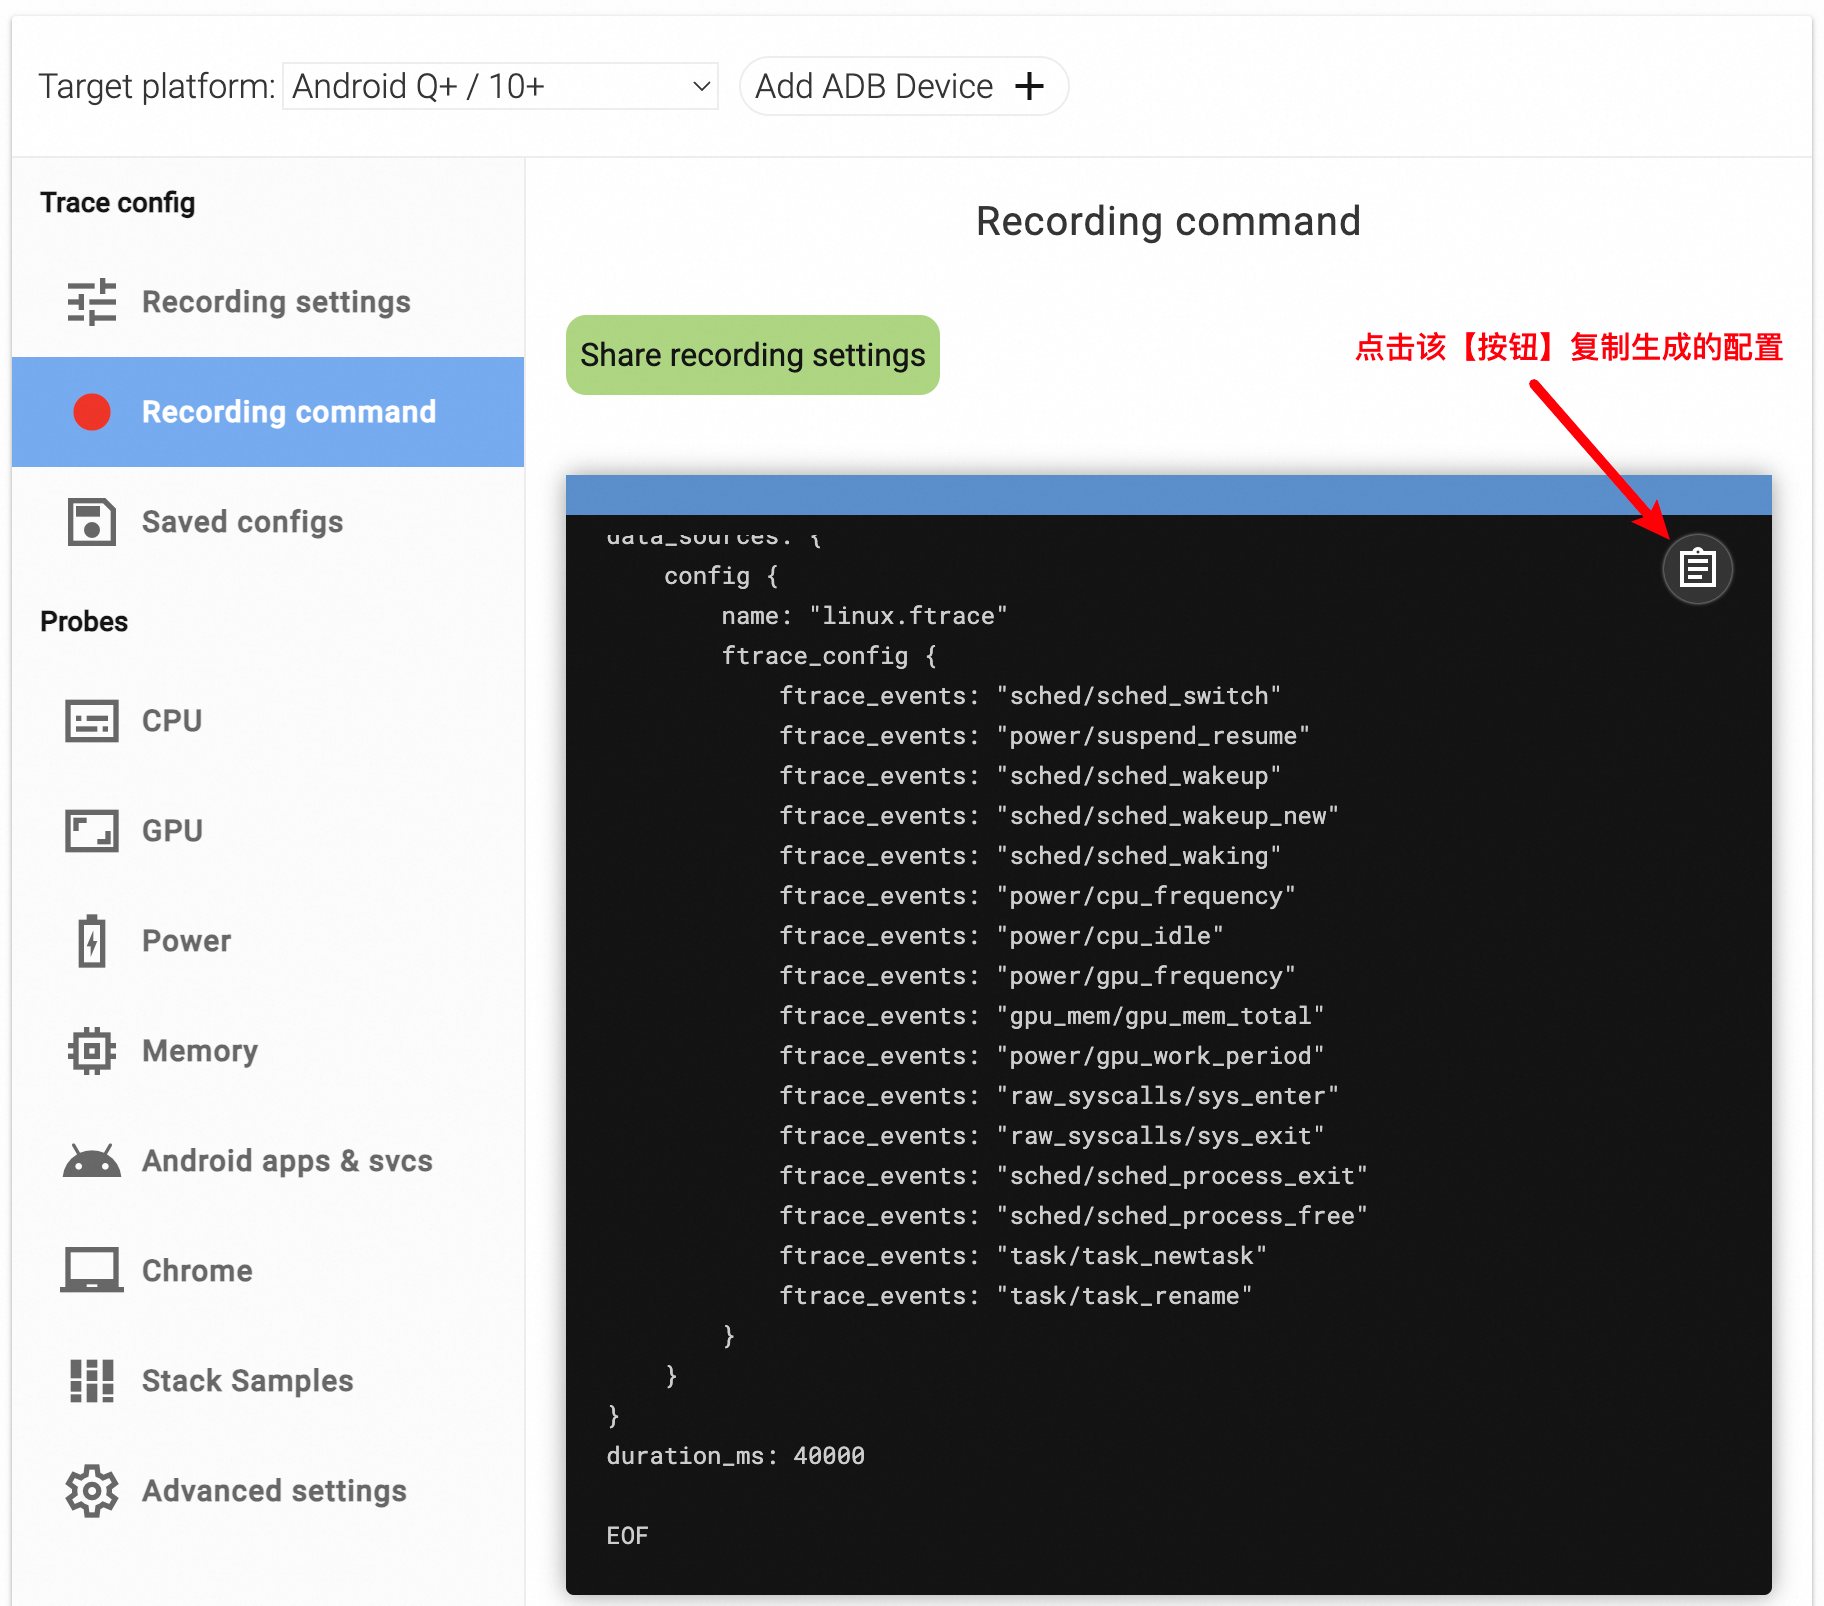 Target platform: Android Q+ / 10+ Add ADB Device +
Trace config
Recording settings
Recording command
Saved configs
Probes
CPU
GPU
Power
Memory
Android apps & svcs
Chrome
Stack Samples
Advanced settings
Recording command
Share recording settings
点击该【按钮】复制生成的配置
data_sources: {
config {
name: "linux.ftrace"
ftrace_config {
ftrace_events: "sched/sched_switch"
ftrace_events: "power/suspend_resume"
ftrace_events: "sched/sched_wakeup"
ftrace_events: "sched/sched_wakeup_new"
ftrace_events: "sched/sched_waking"
ftrace_events: "power/cpu_frequency"
ftrace_events: "power/cpu_idle"
ftrace_events: "power/gpu_frequency"
ftrace_events: "gpu_mem/gpu_mem_total"
ftrace_events: "power/gpu_work_period"
ftrace_events: "raw_syscalls/sys_enter"
ftrace_events: "raw_syscalls/sys_exit"
ftrace_events: "sched/sched_process_exit"
ftrace_events: "sched/sched_process_free"
ftrace_events: "task/task_newtask"
ftrace_events: "task/task_rename"
}
}
}
duration_ms: 40000
EOF